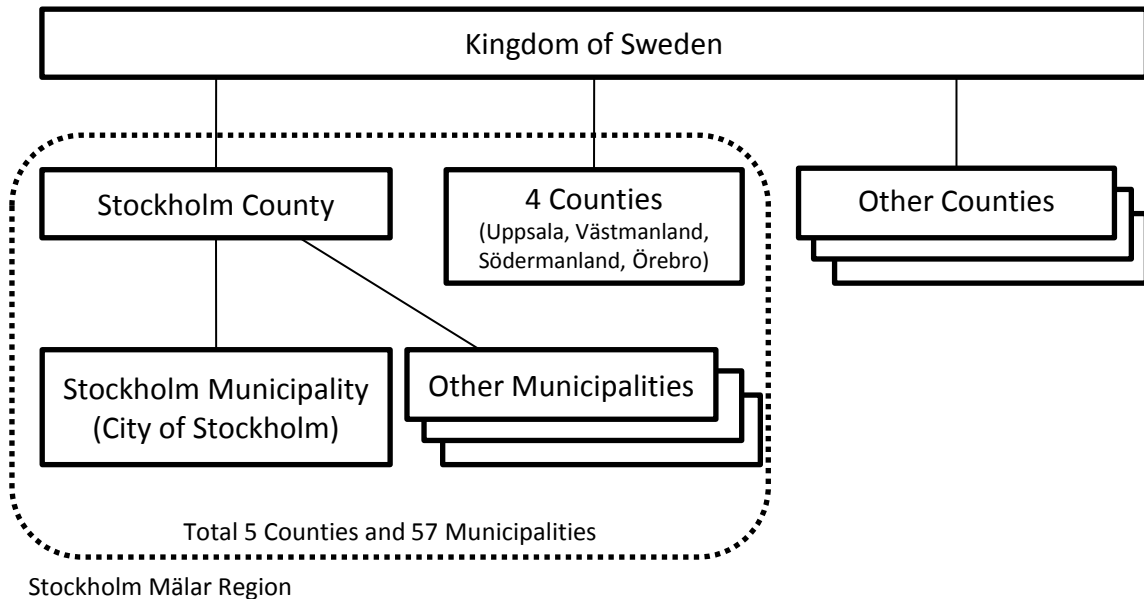 Kingdom of Sweden
Stockholm County
4 Counties
(Uppsala, Västmanland,
Södermanland, Örebro)
Other Counties
Stockholm Municipality
(City of Stockholm)
Other Municipalities
Total 5 Counties and 57 Municipalities
Stockholm Mälar Region